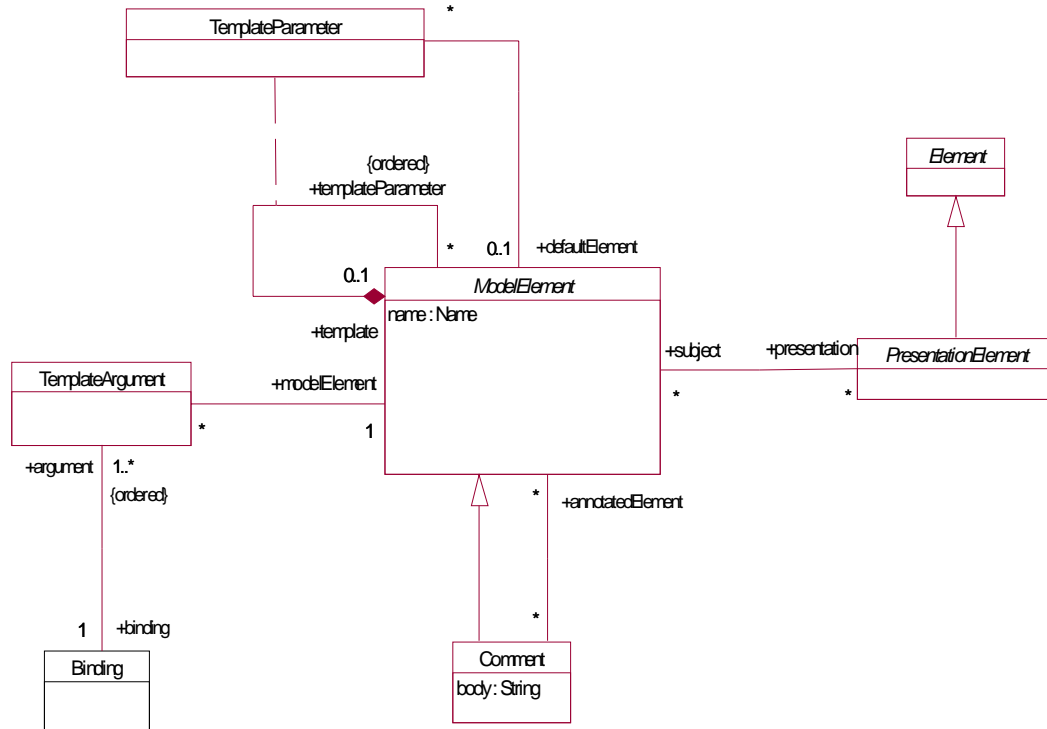 *
TemplateParameter
Element
{ordered}
+templateParameter
*
0..1
+defaultElement
0..1
ModelElement
name : Name
+template
+subject
+presentation
PresentationElement
*
*
TemplateArgument
+modelElement
*
1
+argument
1..*
{ordered}
*
+annotatedElement
*
1
+binding
Binding
Comment
body : String